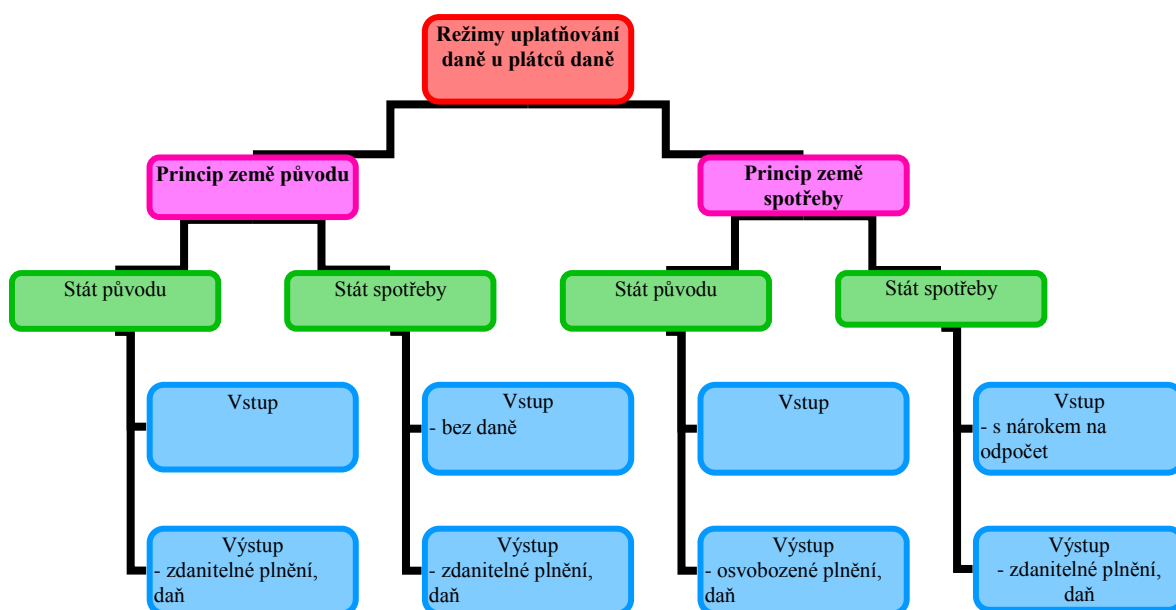 Režimy uplatňování
daně u plátců daně
Princip země původu
Princip země
spotřeby
Stát původu
Stát spotřeby
Stát původu
Stát spotřeby
Vstup
Vstup
- bez daně
Vstup
Vstup
- s nárokem na
odpočet
Výstup
- zdanitelné plnění,
daň
Výstup
- zdanitelné plnění,
daň
Výstup
- osvobozené plnění,
daň
Výstup
- zdanitelné plnění,
daň